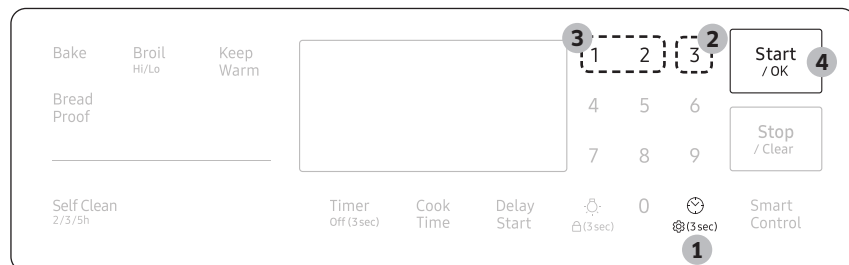 Bake Broil Keep
Hi/Lo Warm
Bread
Proof
Self Clean
2/3/5h
Timer Cook Delay
Off (3 sec) Time Start
3 2
1 2 3
4 5 6
7 8 9
0
(3 sec) (3 sec)
1
Start
/ OK
4
Stop
/ Clear
Smart
Control